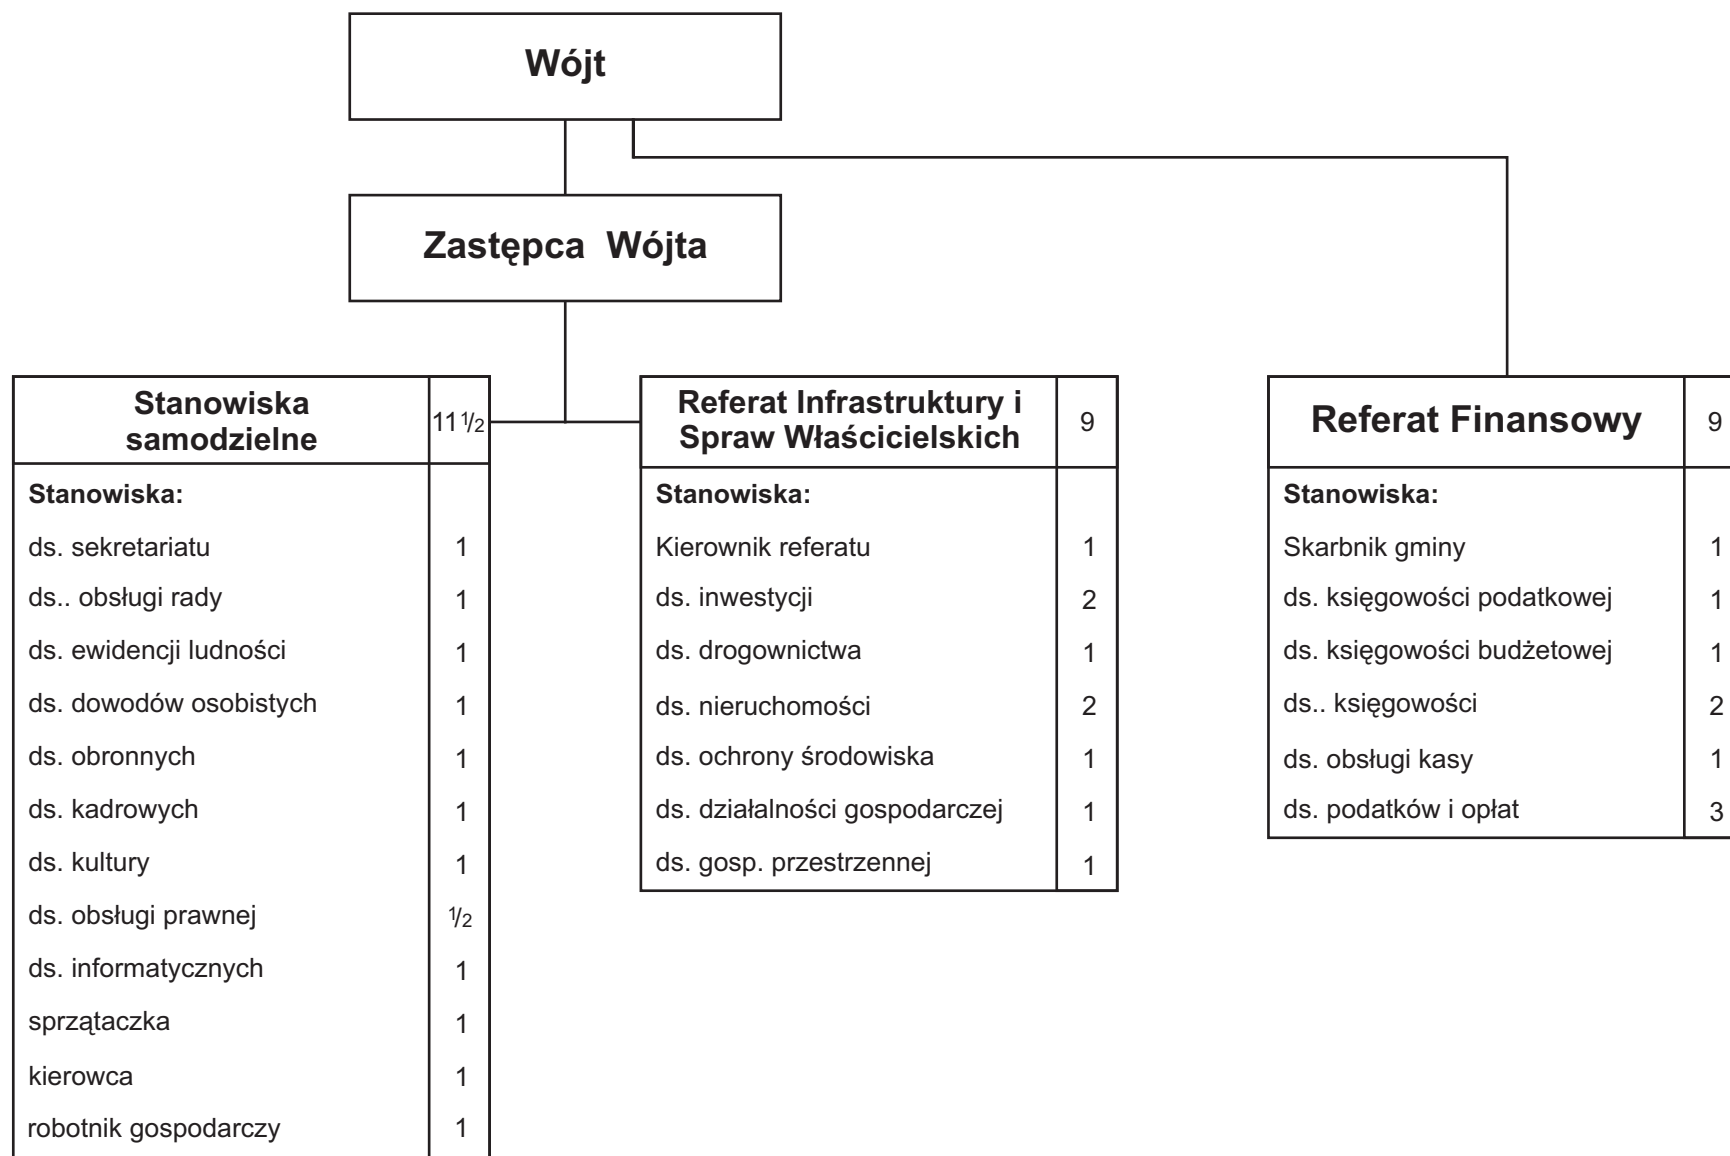 Wójt
Zastępca Wójta
Stanowiska
samodzielne
11 1/2
Stanowiska:
ds. sekretariatu 1
ds.. obsługi rady 1
ds. ewidencji ludności 1
ds. dowodów osobistych 1
ds. obronnych 1
ds. kadrowych 1
ds. kultury 1
ds. obsługi prawnej 1/2
ds. informatycznych 1
sprzątaczka 1
kierowca 1
robotnik gospodarczy 1
Referat Infrastruktury i
Spraw Właścicielskich
9
Stanowiska:
Kierownik referatu 1
ds. inwestycji 2
ds. drogownictwa 1
ds. nieruchomości 2
ds. ochrony środowiska 1
ds. działalności gospodarczej 1
ds. gosp. przestrzennej 1
Referat Finansowy 9
Stanowiska:
Skarbnik gminy 1
ds. księgowości podatkowej 1
ds. księgowości budżetowej 1
ds.. księgowości 2
ds. obsługi kasy 1
ds. podatków i opłat 3